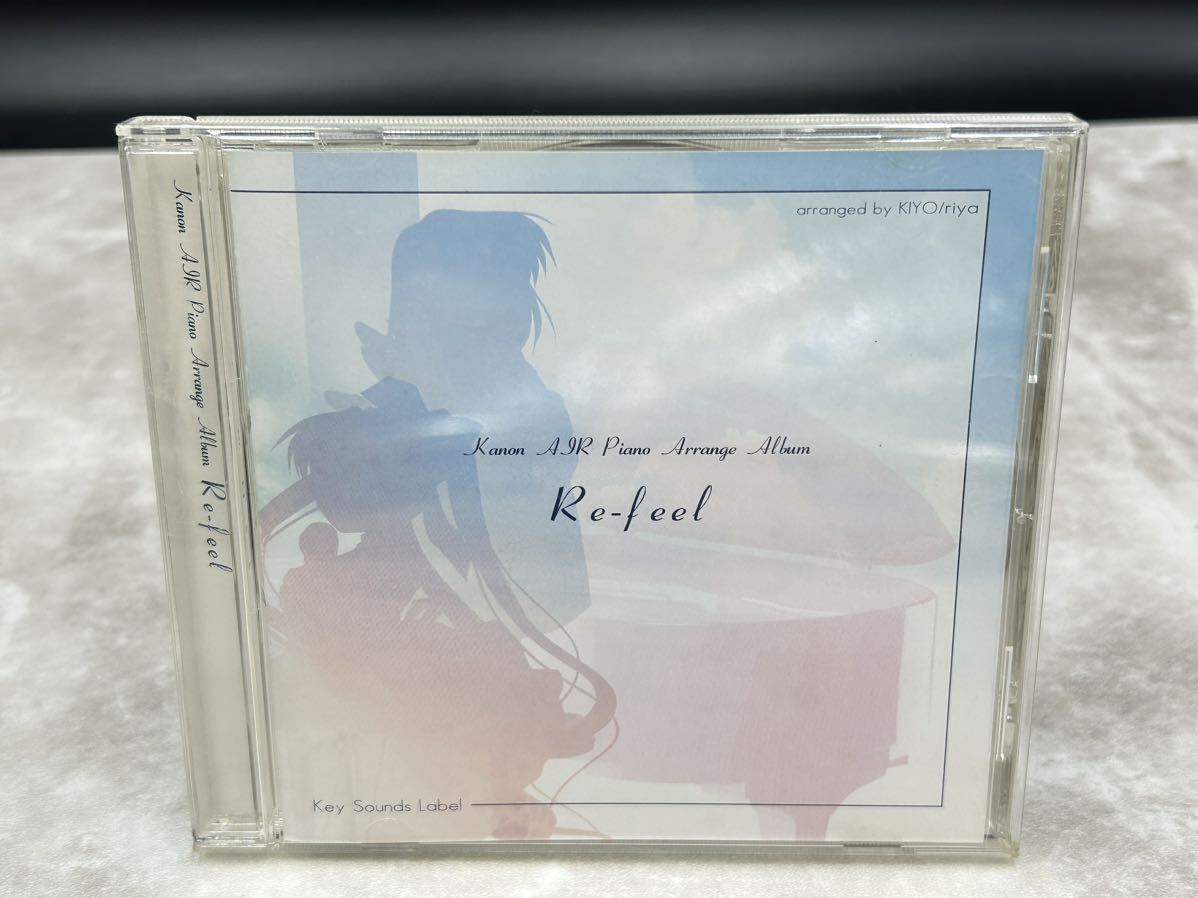 Kanon AIR Piano Arrange Album Re-feel
arranged by KIYO/riya
Kanon AIR Piano Arrange Album
Re-feel
Key Sounds Label